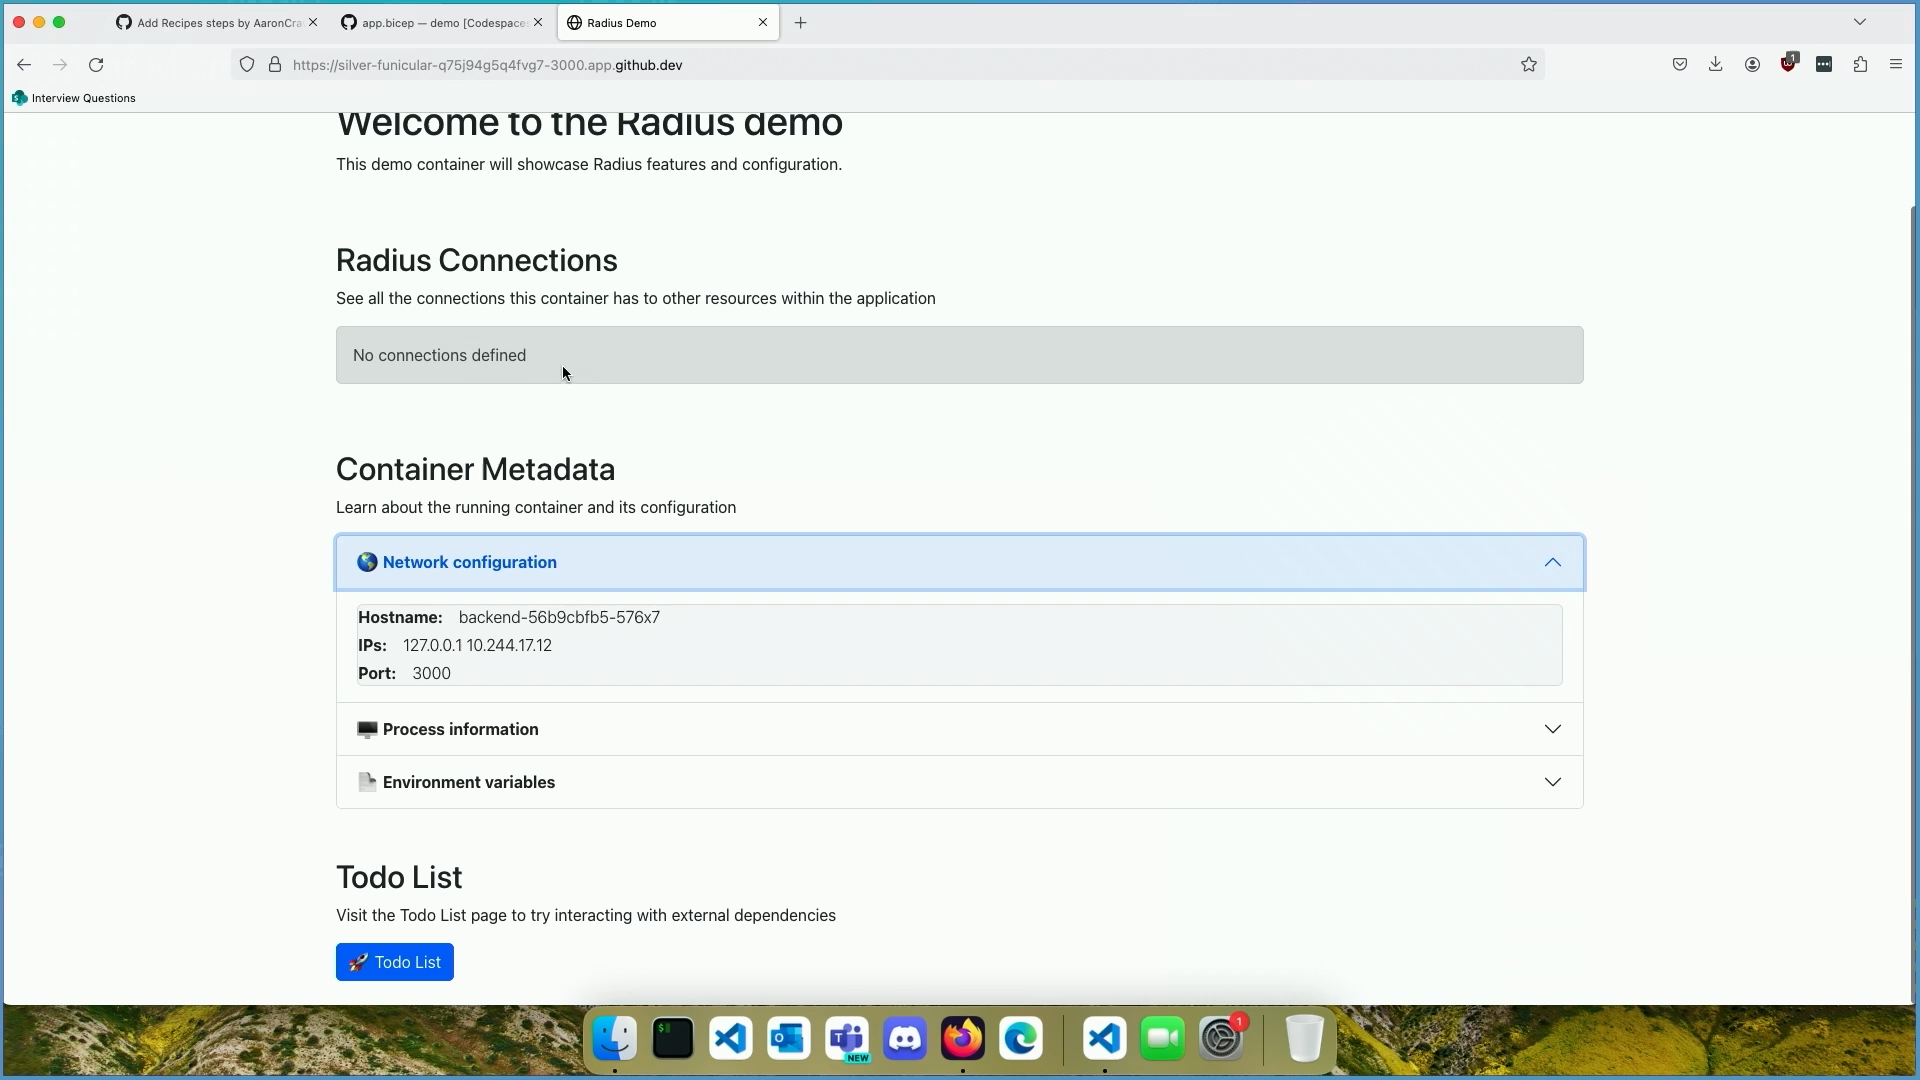 Add Recipes steps by AaronCra
app.bicep — demo [Codespaces
Radius Demo
https://silver-funicular-q75j94g5q4fvg7-3000.app.github.dev
1
Interview Questions
Welcome to the Radius demo
This demo container will showcase Radius features and configuration.
Radius Connections
See all the connections this container has to other resources within the application
No connections defined
Container Metadata
Learn about the running container and its configuration
Network configuration
Hostname: backend-56b9cbfb5-576x7
IPs: 127.0.0.1 10.244.17.12
Port: 3000
Process information
Environment variables
Todo List
Visit the Todo List page to try interacting with external dependencies
Todo List
$
NEW
1